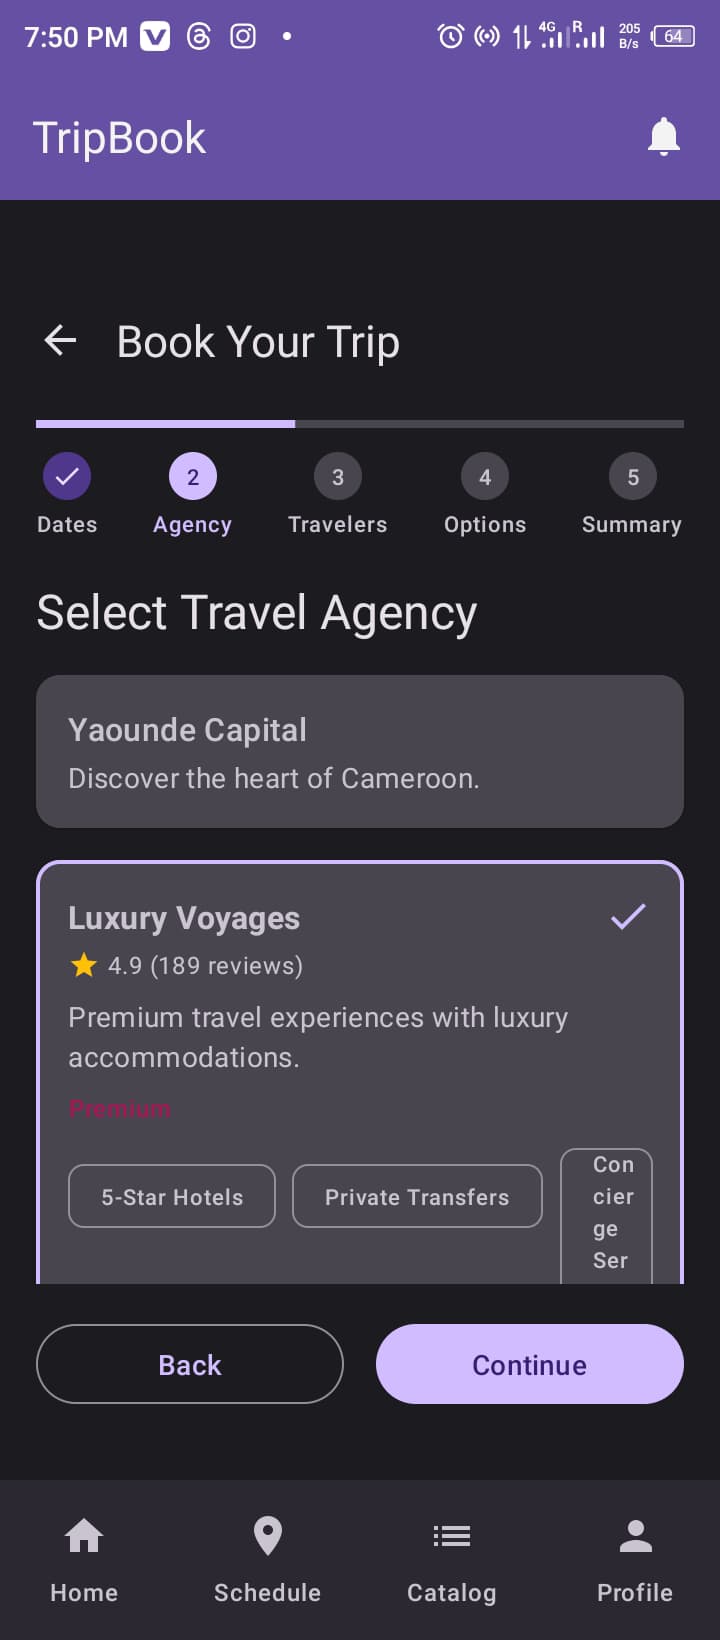 7:50 PM
4G R 205 B/s 64
TripBook
Book Your Trip
2 3 4 5
Dates Agency Travelers Options Summary
Select Travel Agency
Yaounde Capital
Discover the heart of Cameroon.
Luxury Voyages
4.9 (189 reviews)
Premium travel experiences with luxury
accommodations.
Premium
5-Star Hotels
Private Transfers
Con
cier
ge
Ser
Back Continue
Home Schedule Catalog Profile